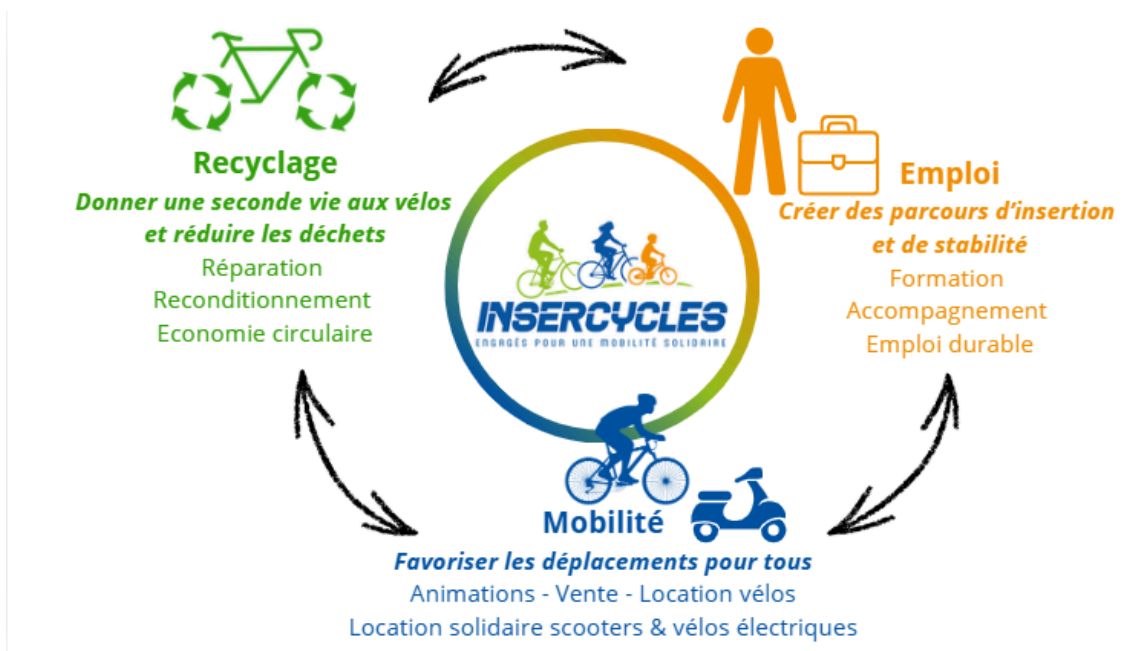 Recyclage
Donner une seconde vie aux vélos
et réduire les déchets
Réparation
Reconditionnement
Economie circulaire
Emploi
Créer des parcours d'insertion
et de stabilité
Formation
Accompagnement
Emploi durable
INSERCYCLES
ENGAGÉS POUR UNE MOBILITÉ SOLIDAIRE
Mobilité
Favoriser les déplacements pour tous
Animations - Vente - Location vélos
Location solidaire scooters & vélos électriques